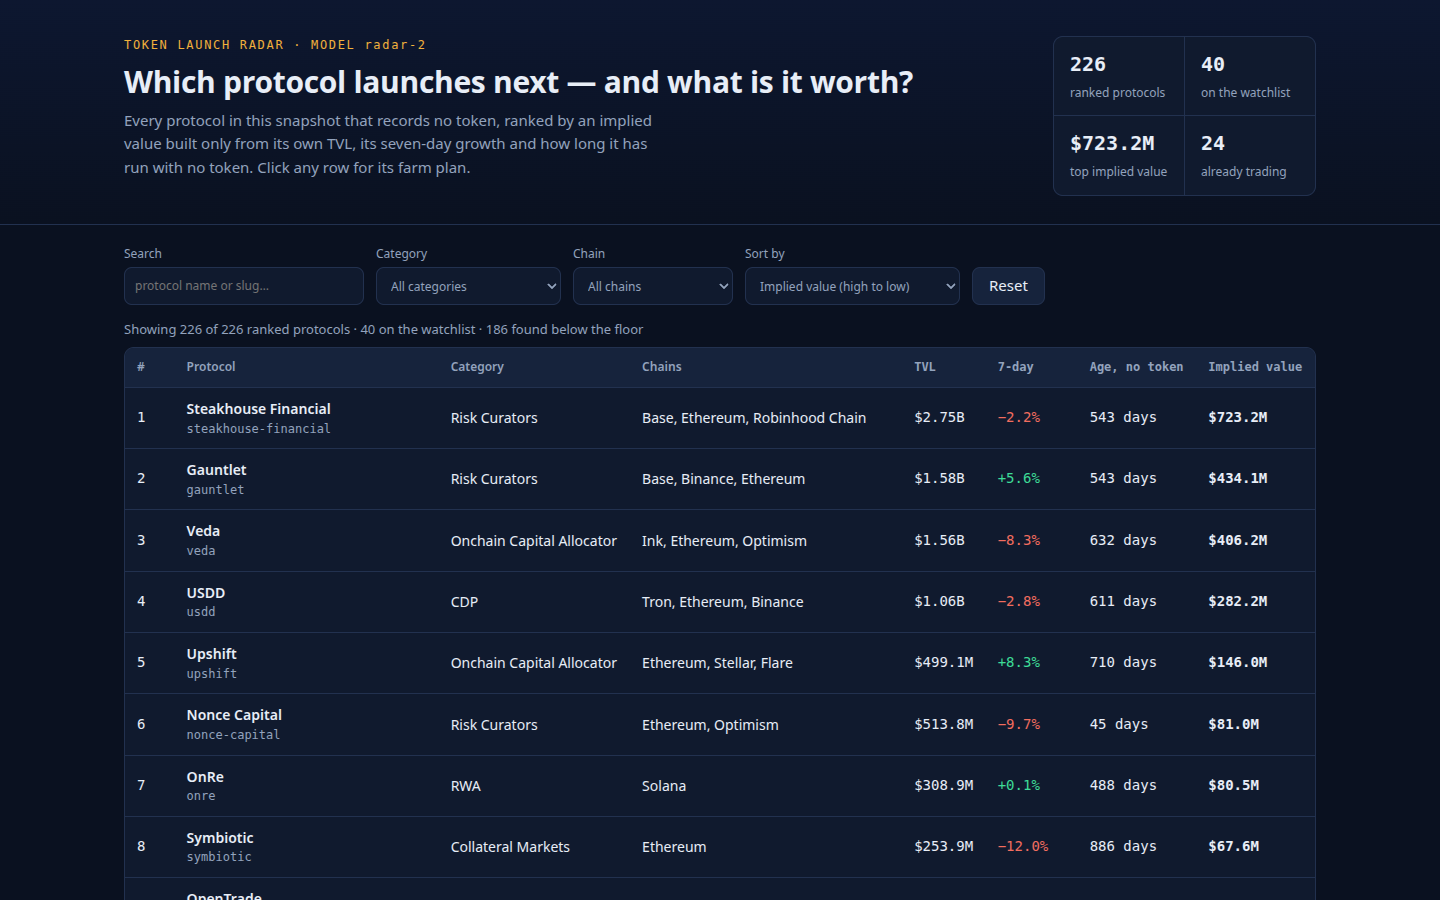 TOKEN LAUNCH RADAR · MODEL radar-2
Which protocol launches next — and what is it worth?
Every protocol in this snapshot that records no token, ranked by an implied
value built only from its own TVL, its seven-day growth and how long it has
run with no token. Click any row for its farm plan.
226
ranked protocols
40
on the watchlist
$723.2M
top implied value
24
already trading
Search
Category
Chain
Sort by
protocol name or slug...
All categories
All chains
Implied value (high to low)
Reset
Showing 226 of 226 ranked protocols · 40 on the watchlist · 186 found below the floor
# Protocol Category Chains TVL 7-day Age, no token Implied value
1 Steakhouse Financial Risk Curators Base, Ethereum, Robinhood Chain $2.75B −2.2% 543 days $723.2M
steakhouse-financial
2 Gauntlet Risk Curators Base, Binance, Ethereum $1.58B +5.6% 543 days $434.1M
gauntlet
3 Veda Onchain Capital Allocator Ink, Ethereum, Optimism $1.56B −8.3% 632 days $406.2M
veda
4 USDD CDP Tron, Ethereum, Binance $1.06B −2.8% 611 days $282.2M
usdd
5 Upshift Onchain Capital Allocator Ethereum, Stellar, Flare $499.1M +8.3% 710 days $146.0M
upshift
6 Nonce Capital Risk Curators Ethereum, Optimism $513.8M −9.7% 45 days $81.0M
nonce-capital
7 OnRe RWA Solana $308.9M +0.1% 488 days $80.5M
onre
8 Symbiotic Collateral Markets Ethereum $253.9M −12.0% 886 days $67.6M
symbiotic
OpenTrade